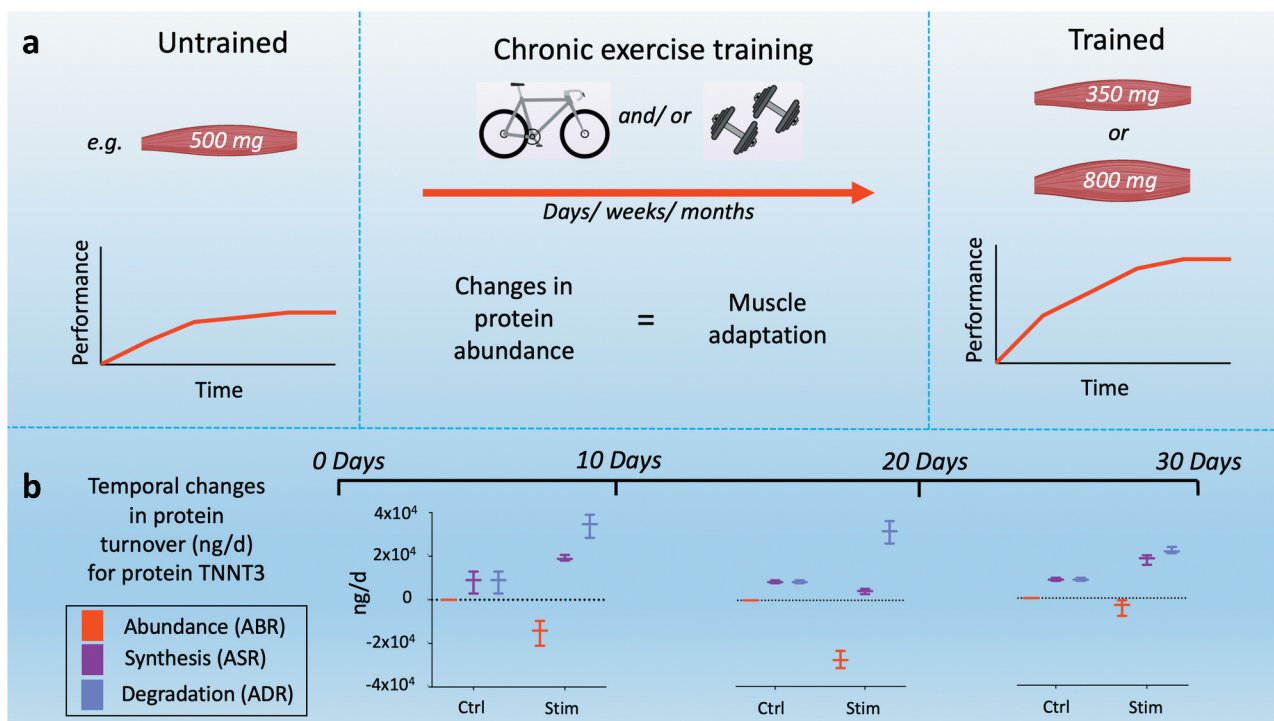 a
Untrained
e.g.
500 mg
Performance
Time
Chronic exercise training
and/ or
Days/ weeks/ months
Changes in
protein
abundance
=
Muscle
adaptation
Trained
350 mg
or
800 mg
Performance
Time
b
Temporal changes
in protein
turnover (ng/d)
for protein TNNT3
Abundance (ABR)
Synthesis (ASR)
Degradation (ADR)
0 Days
10 Days
20 Days
30 Days
ng/d
4x10⁴
2x10⁴
0
-2x10⁴
-4x10⁴
Ctrl
Stim
Ctrl
Stim
Ctrl
Stim